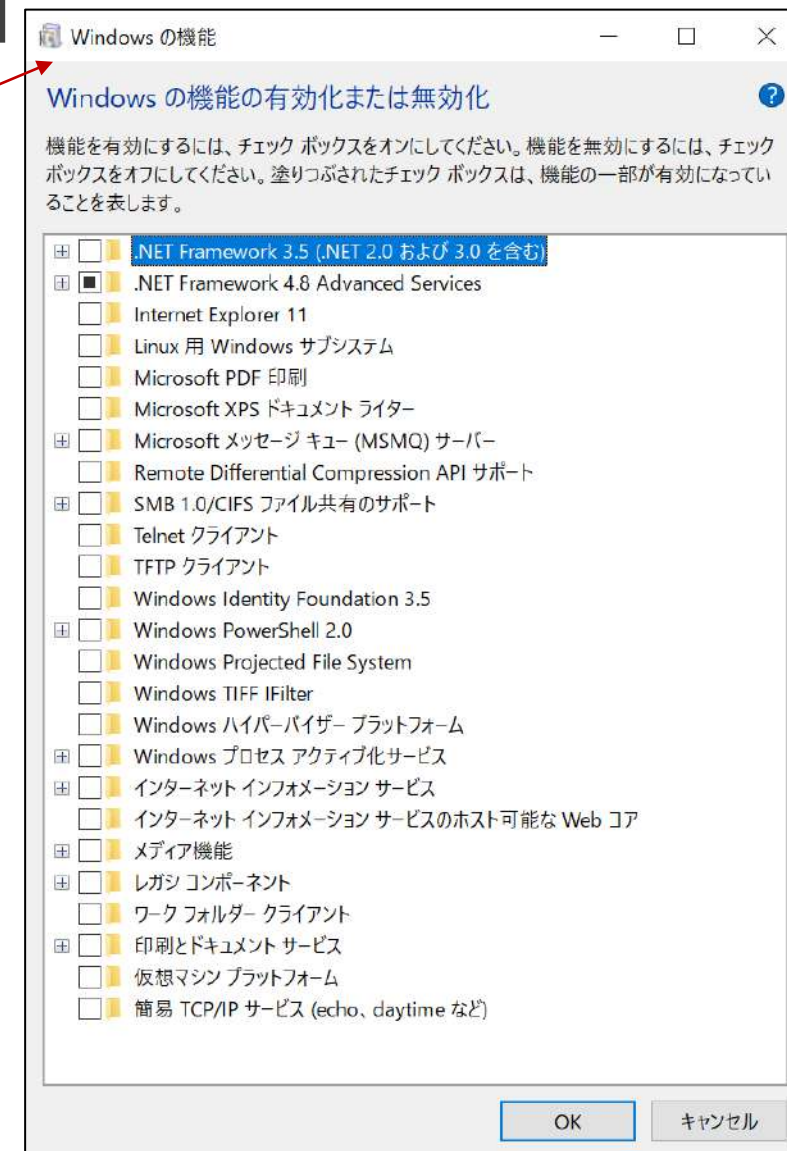 Windows の機能
Windows の機能の有効化または無効化
機能を有効にするには、チェック ボックスをオンにしてください。機能を無効にするには、チェック
ボックスをオフにしてください。塗りつぶされたチェック ボックスは、機能の一部が有効になってい
ることを表します。
.NET Framework 3.5 (.NET 2.0 および 3.0 を含む)
.NET Framework 4.8 Advanced Services
Internet Explorer 11
Linux 用 Windows サブシステム
Microsoft PDF 印刷
Microsoft XPS ドキュメント ライター
Microsoft メッセージ キュー (MSMQ) サーバー
Remote Differential Compression API サポート
SMB 1.0/CIFS ファイル共有のサポート
Telnet クライアント
TFTP クライアント
Windows Identity Foundation 3.5
Windows PowerShell 2.0
Windows Projected File System
Windows TIFF IFilter
Windows ハイパーバイザー プラットフォーム
Windows プロセス アクティブ化サービス
インターネット インフォメーション サービス
インターネット インフォメーション サービスのホスト可能な Web コア
メディア機能
レガシ コンポーネント
ワーク フォルダー クライアント
印刷とドキュメント サービス
仮想マシン プラットフォーム
簡易 TCP/IP サービス (echo、daytime など)
OK キャンセル